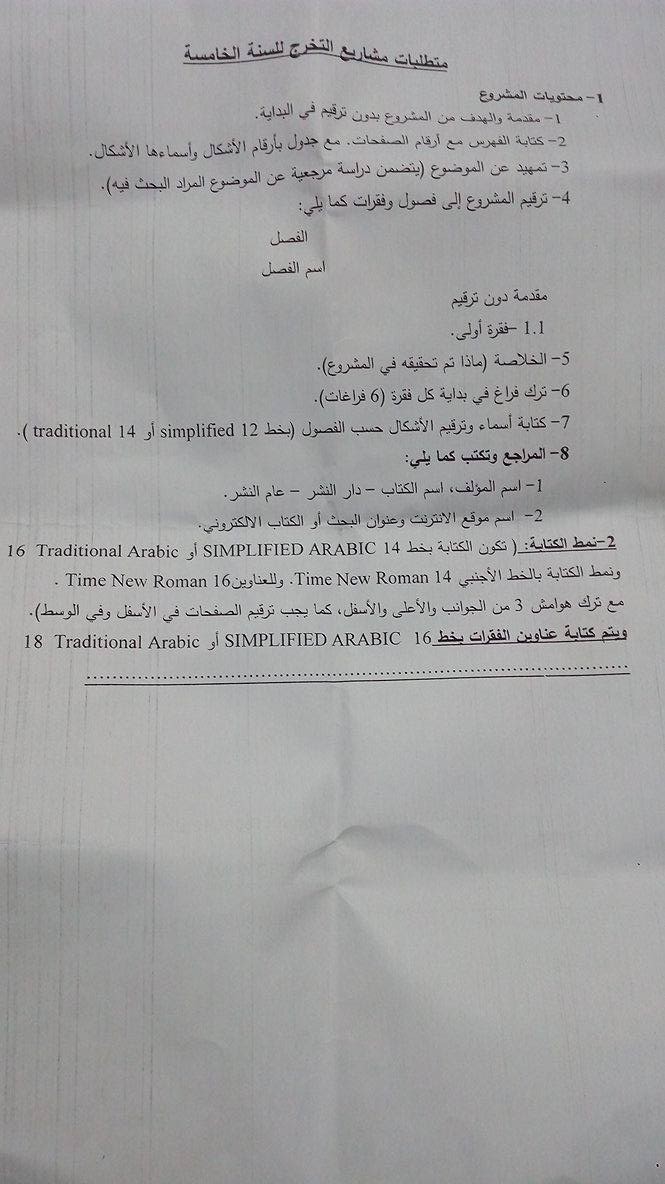 متطلبات مشاريع التخرج للسنة الخامسة
1- محتويات المشروع
1- مقدمة والهدف من المشروع بدون ترقيم في البداية.
2- كتابة الفهرس مع أرقام الصفحات. مع جدول بأرقام الأشكال وأسماءها الأشكال.
3- تمهيد عن الموضوع (يتضمن دراسة مرجعية عن الموضوع المراد البحث فيه).
4- ترقيم المشروع إلى فصول وفقرات كما يلي:
الفصل
اسم الفصل
مقدمة دون ترقيم
1.1 –فقرة أولى.
5- الخلاصة (ماذا تم تحقيقه في المشروع).
6- ترك فراغ في بداية كل فقرة (6 فراغات).
7- كتابة أسماء وترقيم الأشكال حسب الفصول (بخط simplified 12 أو traditional 14 ).
8- المراجع وتكتب كما يلي:
1- اسم المؤلف، اسم الكتاب – دار النشر – عام النشر.
2- اسم موقع الانترنت وعنوان البحث أو الكتاب الالكتروني.
2-نمط الكتابة: ( تكون الكتابة بخط SIMPLIFIED ARABIC 14 أو Traditional Arabic 16
ونمط الكتابة بالخط الأجنبي Time New Roman 14. وللعناوين Time New Roman 16 .
مع ترك هوامش 3 من الجوانب والأعلى والأسفل، كما يجب ترقيم الصفحات في الأسفل وفي الوسط).
ويتم كتابة عناوين الفقرات بخط SIMPLIFIED ARABIC 16 أو Traditional Arabic 18